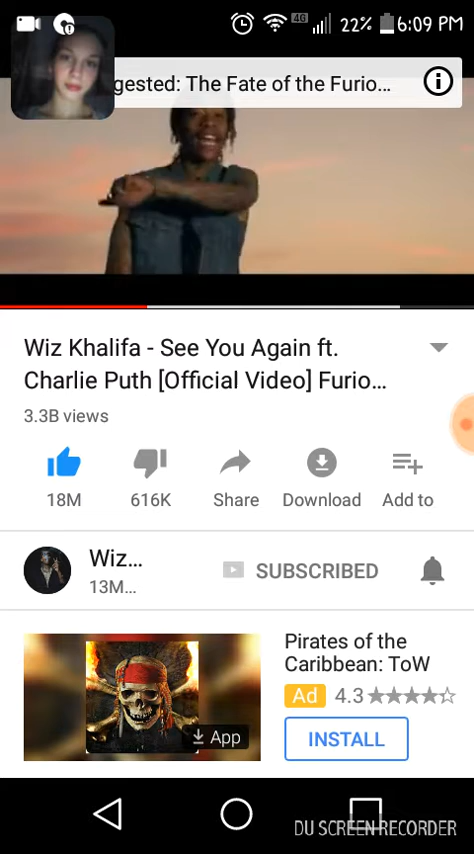 4G 22% 6:09 PM
gested: The Fate of the Furio...
Wiz Khalifa - See You Again ft.
Charlie Puth [Official Video] Furio...
3.3B views
18M 616K Share Download Add to
Wiz...
13M...
SUBSCRIBED
Pirates of the
Caribbean: ToW
Ad 4.3
App
INSTALL
DU SCREEN RECORDER